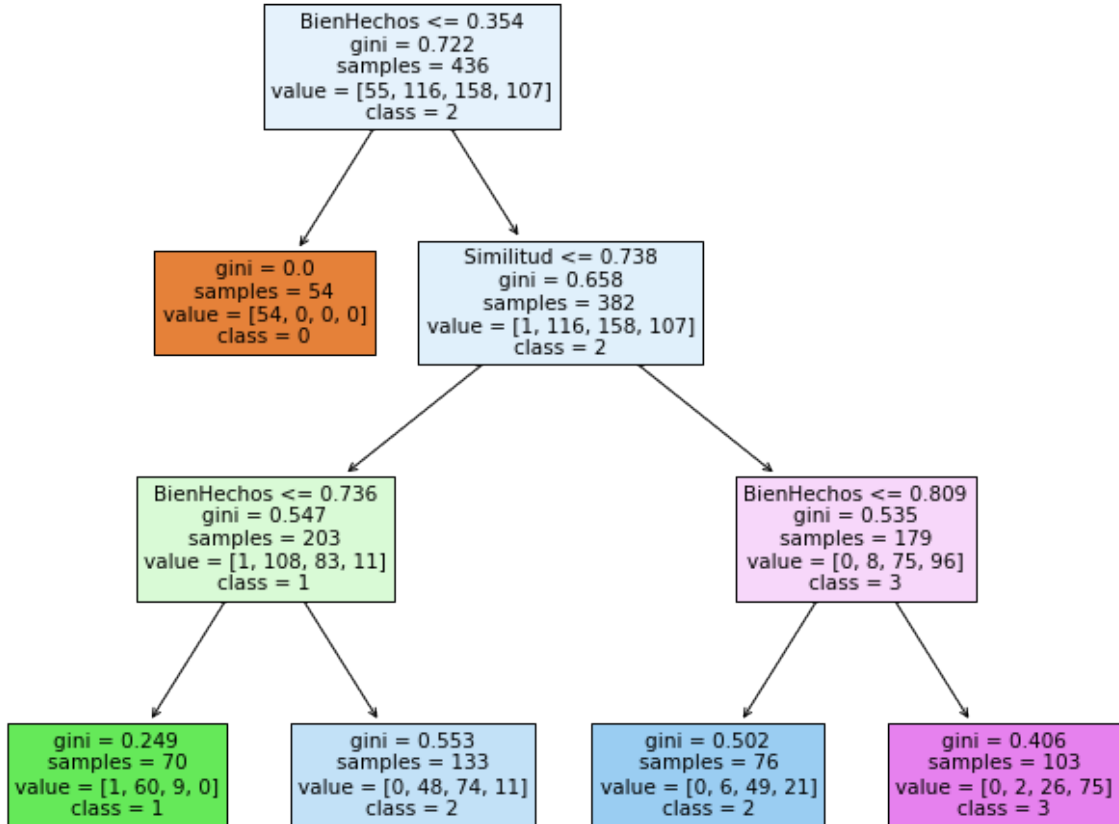 BienHechos <= 0.354
gini = 0.722
samples = 436
value = [55, 116, 158, 107]
class = 2
gini = 0.0
samples = 54
value = [54, 0, 0, 0]
class = 0
Similitud <= 0.738
gini = 0.658
samples = 382
value = [1, 116, 158, 107]
class = 2
BienHechos <= 0.736
gini = 0.547
samples = 203
value = [1, 108, 83, 11]
class = 1
BienHechos <= 0.809
gini = 0.535
samples = 179
value = [0, 8, 75, 96]
class = 3
gini = 0.249
samples = 70
value = [1, 60, 9, 0]
class = 1
gini = 0.553
samples = 133
value = [0, 48, 74, 11]
class = 2
gini = 0.502
samples = 76
value = [0, 6, 49, 21]
class = 2
gini = 0.406
samples = 103
value = [0, 2, 26, 75]
class = 3